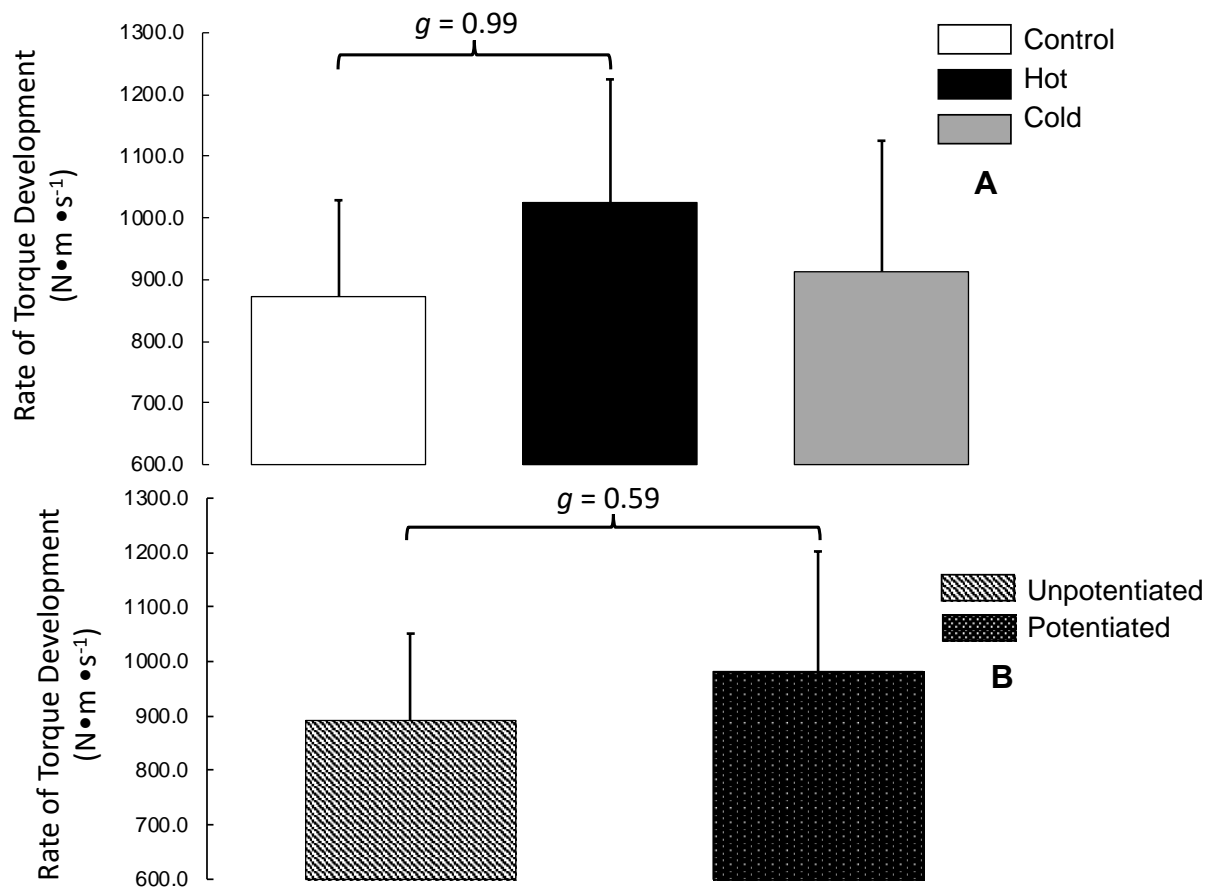 g = 0.99
Rate of Torque Development
(N•m •s-1)
1300.0
1200.0
1100.0
1000.0
900.0
800.0
700.0
600.0
Control
Hot
Cold
A
g = 0.59
Rate of Torque Development
(N•m •s-1)
1300.0
1200.0
1100.0
1000.0
900.0
800.0
700.0
600.0
Unpotentiated
Potentiated
B